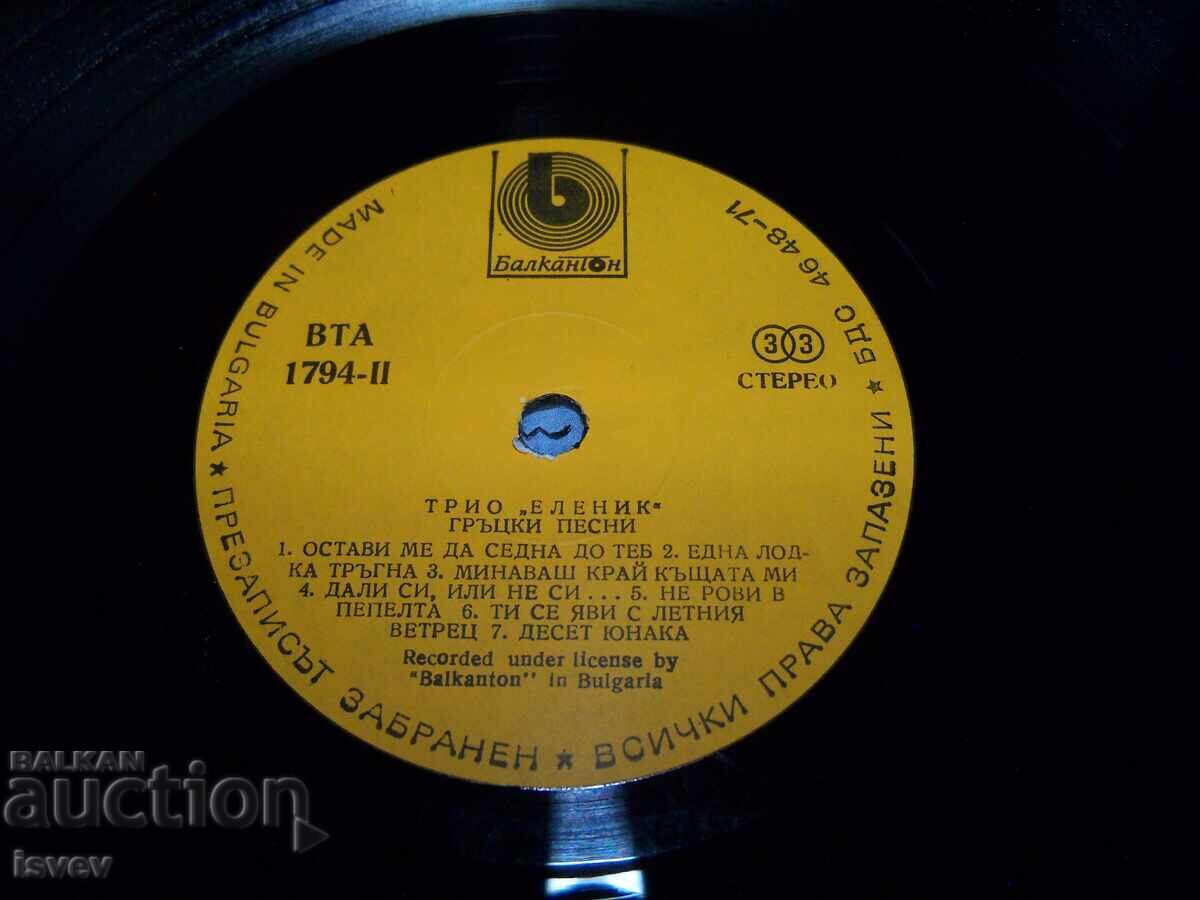 b
Балкантон
MADE IN BULGARIA ★ ПРЕЗАПИСЪТ ЗАБРАНЕН ★ ВСИЧКИ ПРАВА ЗАПАЗЕНИ ★ БДС 4648-71
ВТА
1794-II
33
СТЕРЕО
ТРИО „ЕЛЕНИК“
ГРЪЦКИ ПЕСНИ
1. ОСТАВИ МЕ ДА СЕДНА ДО ТЕБ 2. ЕДНА ЛОД-
КА ТРЪГНА 3. МИНАВАШ КРАЙ КЪЩАТА МИ
4. ДАЛИ СИ, ИЛИ НЕ СИ... 5. НЕ РОВИ В
ПЕПЕЛТА 6. ТИ СЕ ЯВИ С ЛЕТНИЯ
ВЕТРЕЦ 7. ДЕСЕТ ЮНАКА
Recorded under license by
"Balkanton" in Bulgaria
BALKAN
auction
isvev